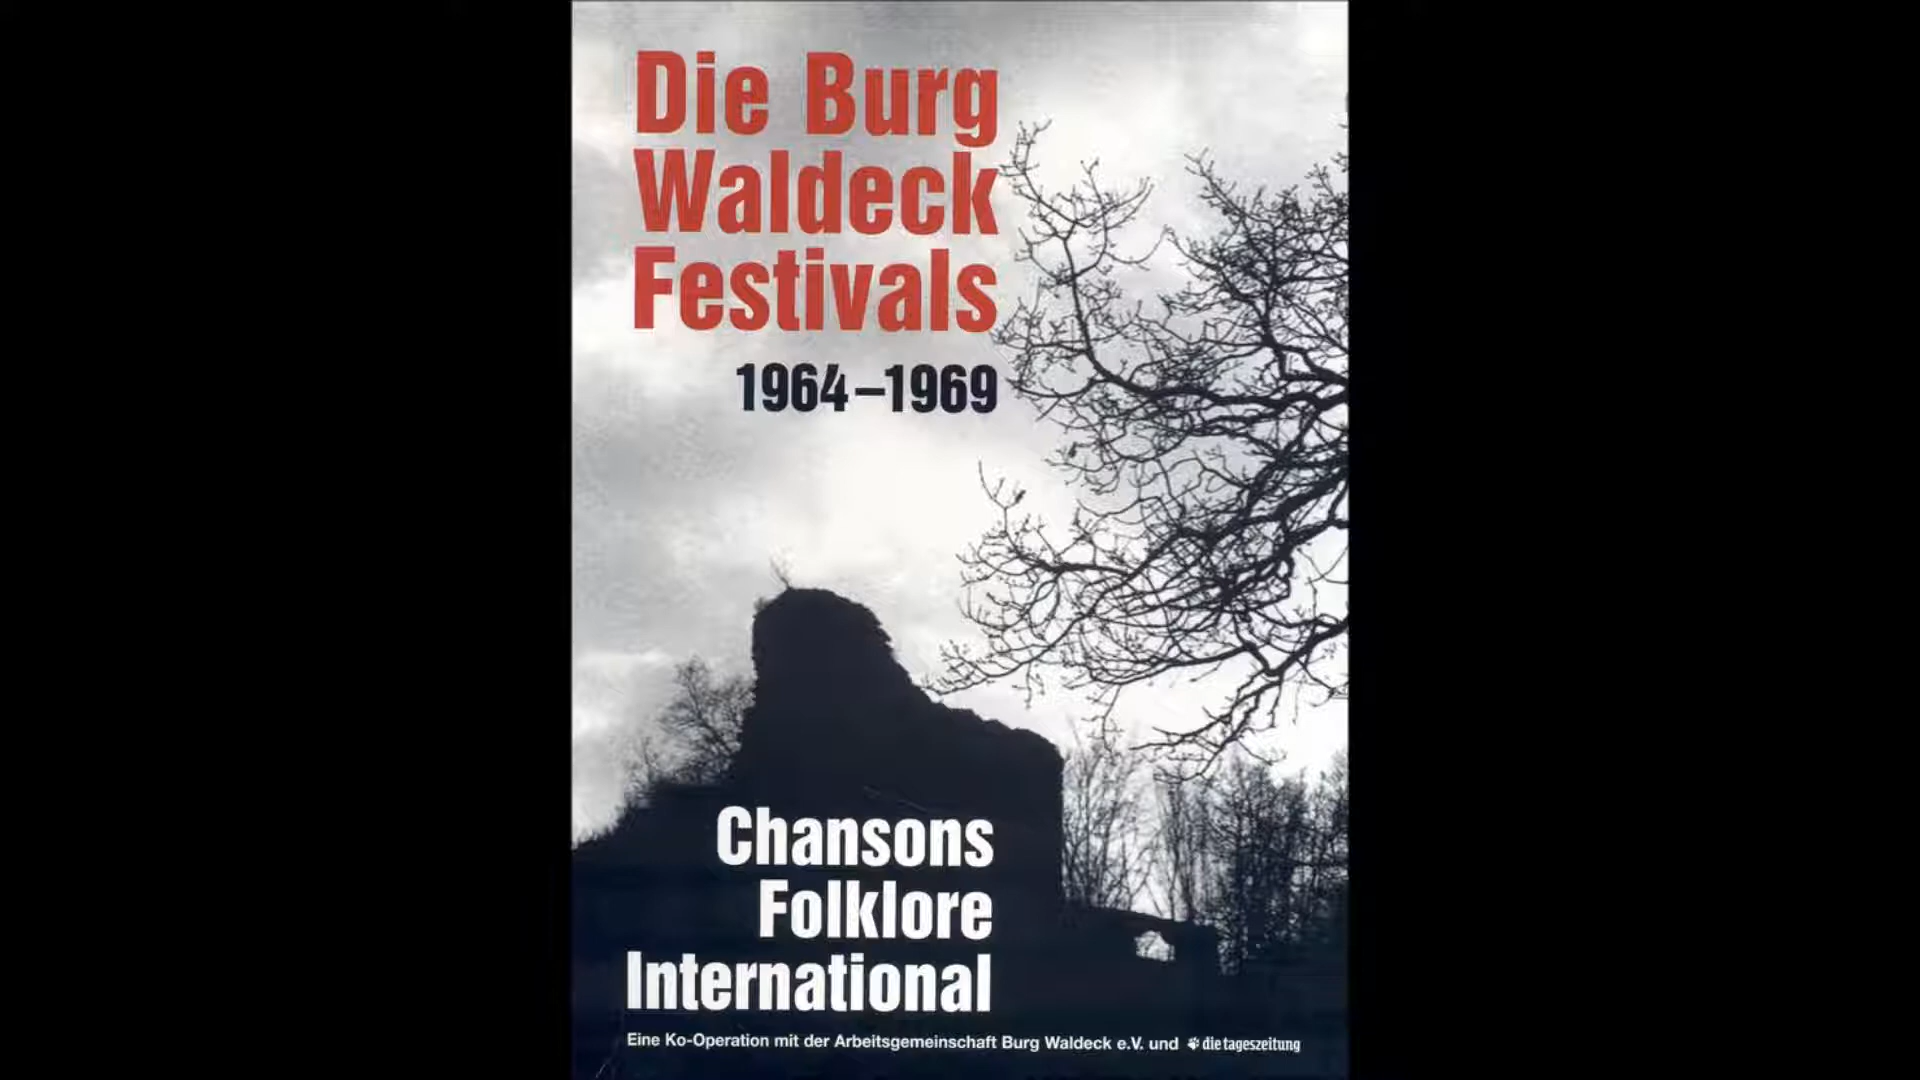 Die Burg
Waldeck
Festivals
1964–1969
Chansons
Folklore
International
Eine Ko-Operation mit der Arbeitsgemeinschaft Burg Waldeck e.V. und die tageszeitung